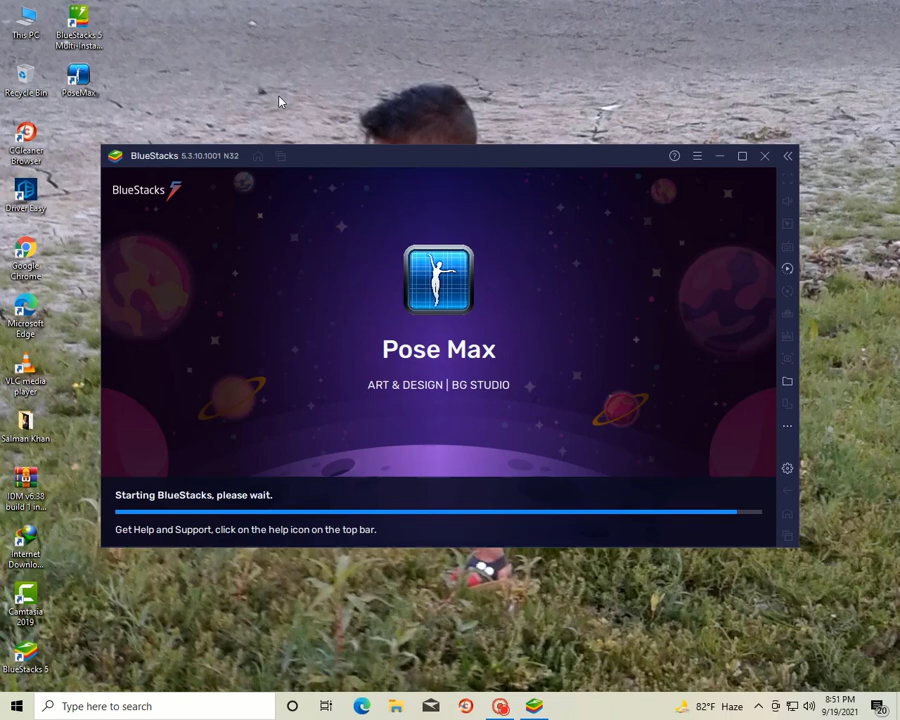 This PC
BlueStacks 5
Multi-Insta...
Recycle Bin
PoseMax
CCleaner
Browser
DriverEasy
Google
Chrome
Microsoft
Edge
VLC media
player
Salman Khan
IDM v6.38
build 1 in...
Internet
Downlo...
Camtasia
2019
BlueStacks 5
BlueStacks 5.3.10.1001 N32
BlueStacks 5
Pose Max
ART & DESIGN | BG STUDIO
Starting BlueStacks, please wait.
Get Help and Support, click on the help icon on the top bar.
Type here to search
82°F Haze
8:51 PM
9/19/2021
20